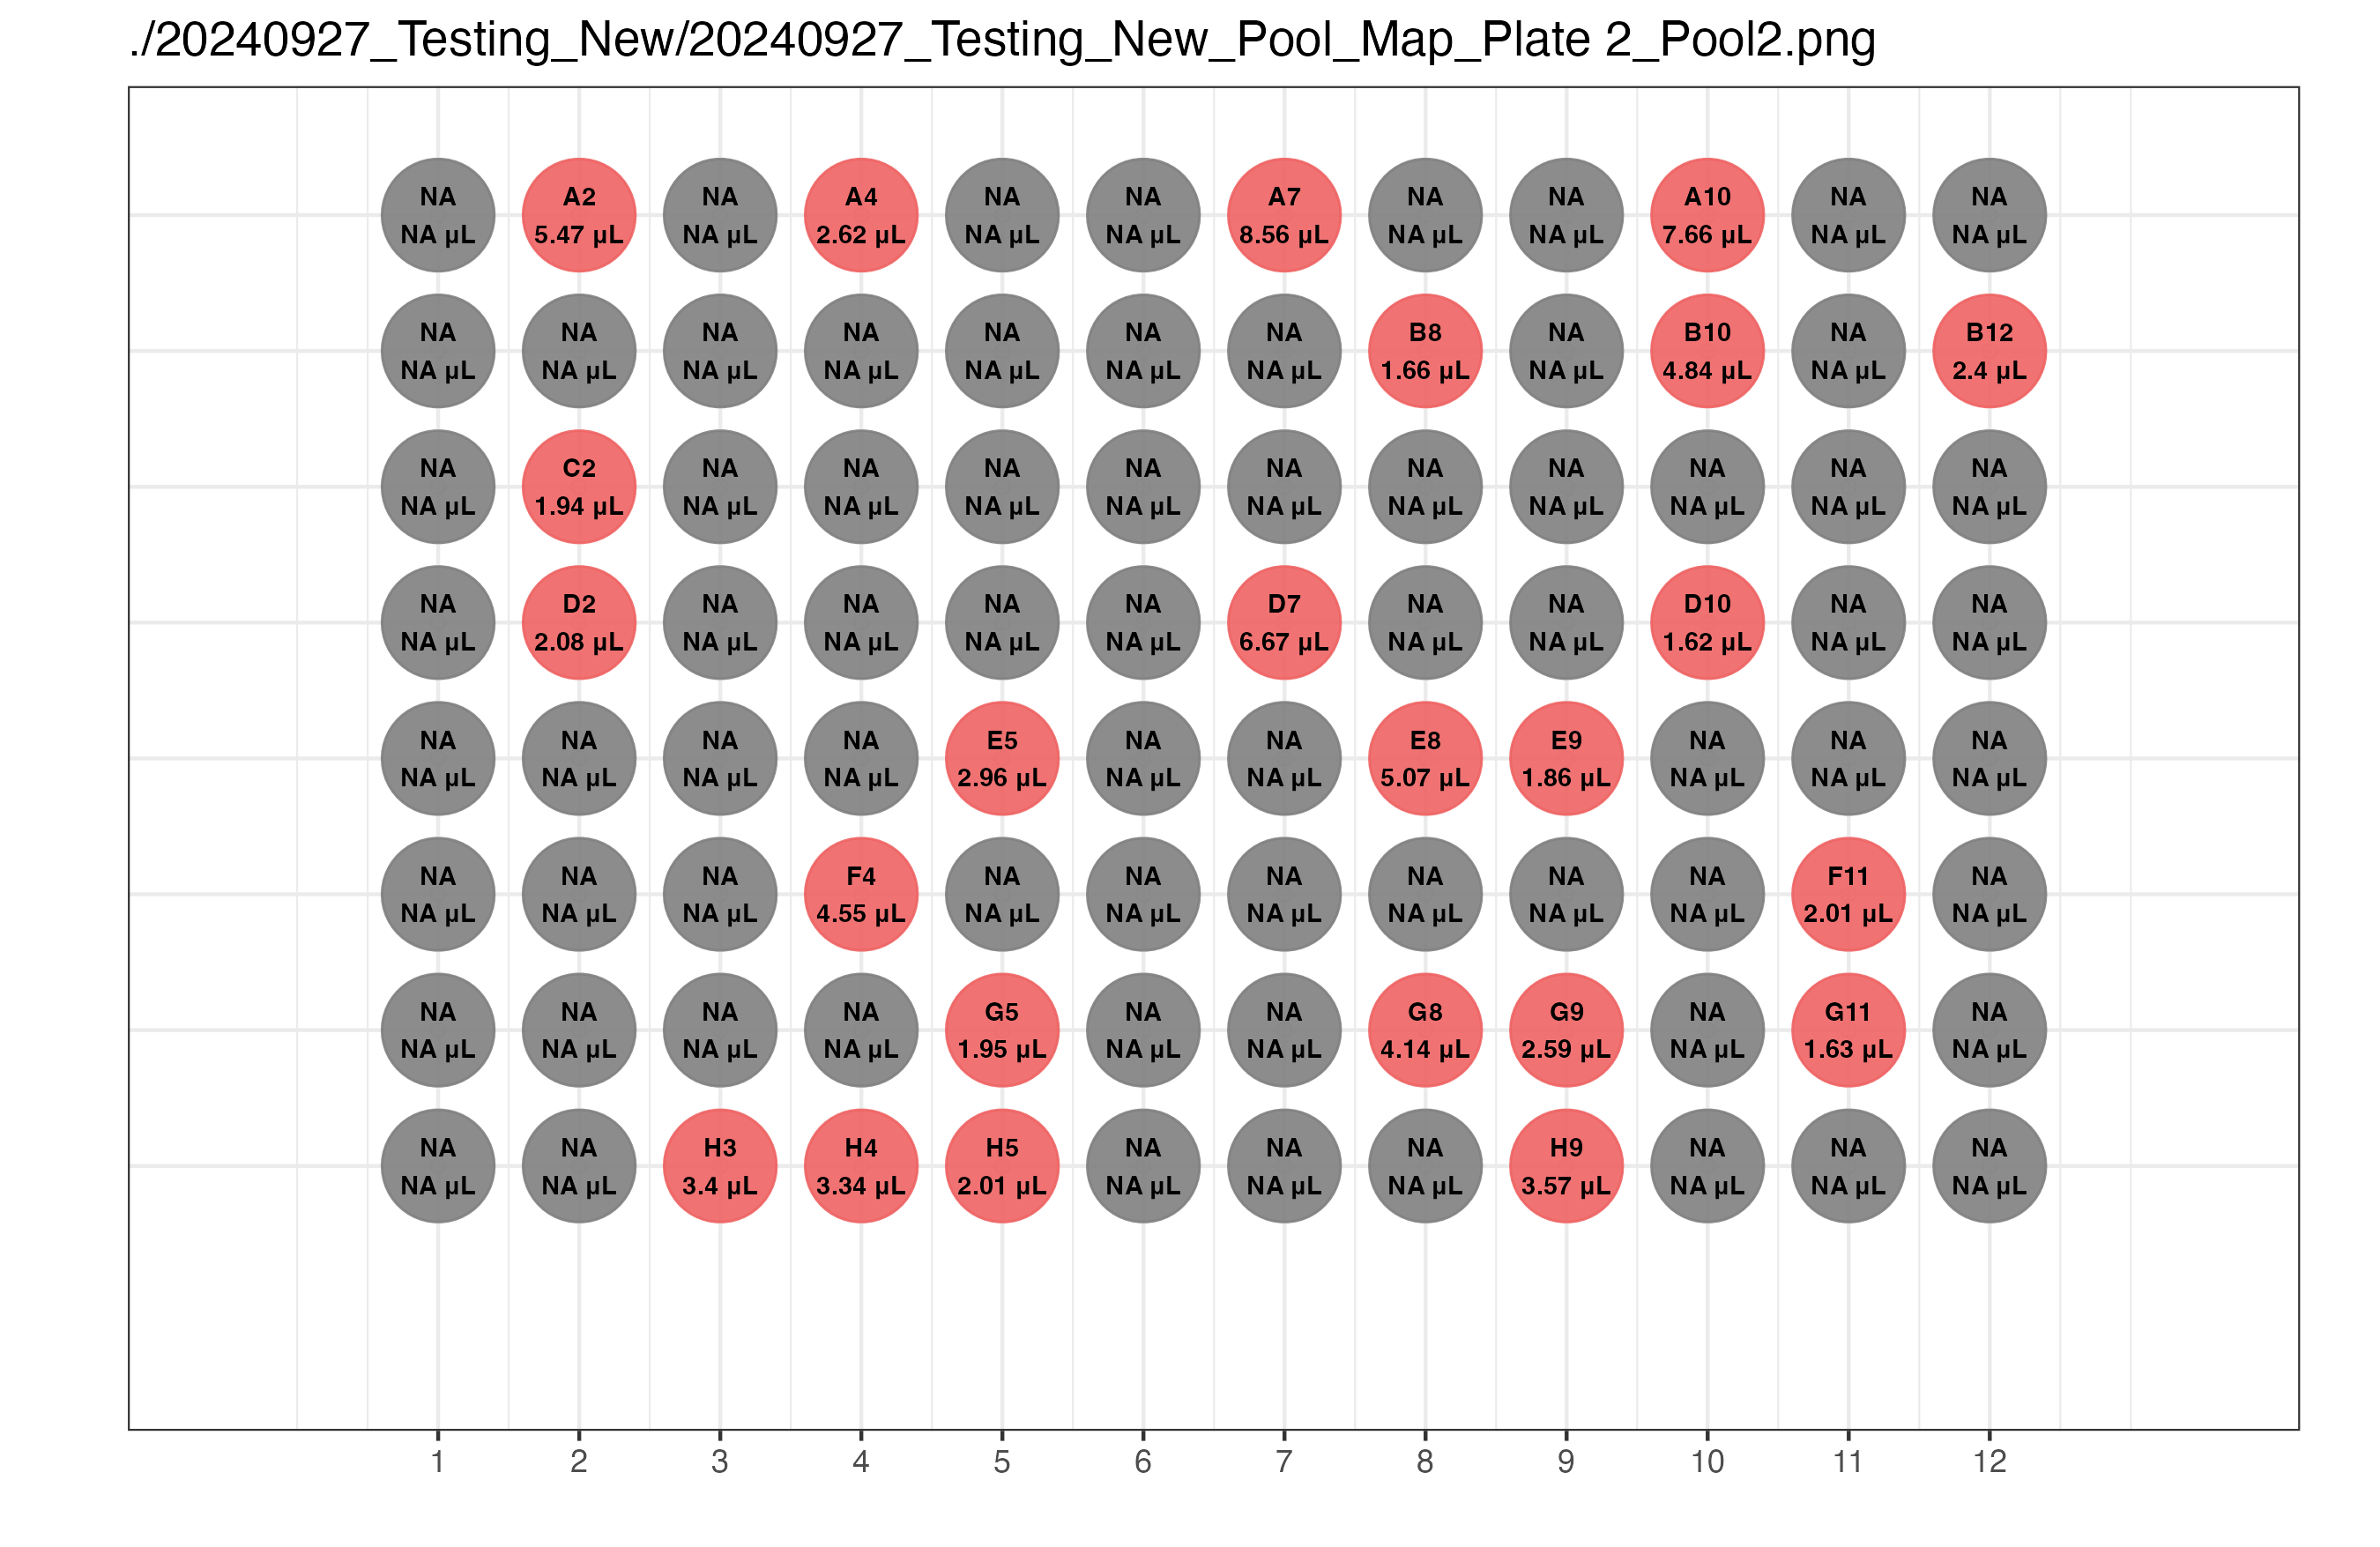 ./20240927_Testing_New/20240927_Testing_New_Pool_Map_Plate 2_Pool2.png
NA A2 NA A4 NA NA A7 NA NA A10 NA NA
NA µL 5.47 µL NA µL 2.62 µL NA µL NA µL 8.56 µL NA µL NA µL 7.66 µL NA µL NA µL
NA NA NA NA NA NA NA B8 NA B10 NA B12
NA µL NA µL NA µL NA µL NA µL NA µL NA µL 1.66 µL NA µL 4.84 µL NA µL 2.4 µL
NA C2 NA NA NA NA NA NA NA NA NA NA
NA µL 1.94 µL NA µL NA µL NA µL NA µL NA µL NA µL NA µL NA µL NA µL NA µL
NA D2 NA NA NA NA D7 NA NA D10 NA NA
NA µL 2.08 µL NA µL NA µL NA µL NA µL 6.67 µL NA µL NA µL 1.62 µL NA µL NA µL
NA NA NA NA E5 NA NA E8 E9 NA NA NA
NA µL NA µL NA µL NA µL 2.96 µL NA µL NA µL 5.07 µL 1.86 µL NA µL NA µL NA µL
NA NA NA F4 NA NA NA NA NA NA F11 NA
NA µL NA µL NA µL 4.55 µL NA µL NA µL NA µL NA µL NA µL NA µL 2.01 µL NA µL
NA NA NA NA G5 NA NA G8 G9 NA G11 NA
NA µL NA µL NA µL NA µL 1.95 µL NA µL NA µL 4.14 µL 2.59 µL NA µL 1.63 µL NA µL
NA NA H3 H4 H5 NA NA NA H9 NA NA NA
NA µL NA µL 3.4 µL 3.34 µL 2.01 µL NA µL NA µL NA µL 3.57 µL NA µL NA µL NA µL
1 2 3 4 5 6 7 8 9 10 11 12